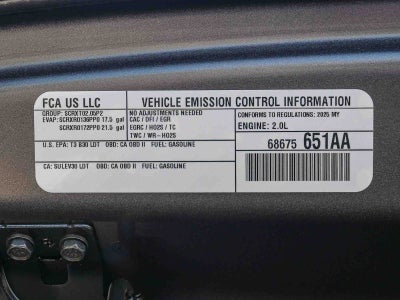 FCA US LLC
VEHICLE EMISSION CONTROL INFORMATION
GROUP: SCRXT02.05P2
EVAP: SCRXR0136PP0 17.5 gal
SCRXR0172PP0 21.5 gal
NO ADJUSTMENTS NEEDED
CAC / DFI / EGR
EGRC / HO2S / TC
TWC / WR-HO2S
CONFORMS TO REGULATIONS: 2025 MY
ENGINE: 2.0L
68675 651AA
U.S. EPA: T3 B30 LDT OBD: CA OBD II FUEL: GASOLINE
CA: SULEV30 LDT OBD: CA OBD II FUEL: GASOLINE